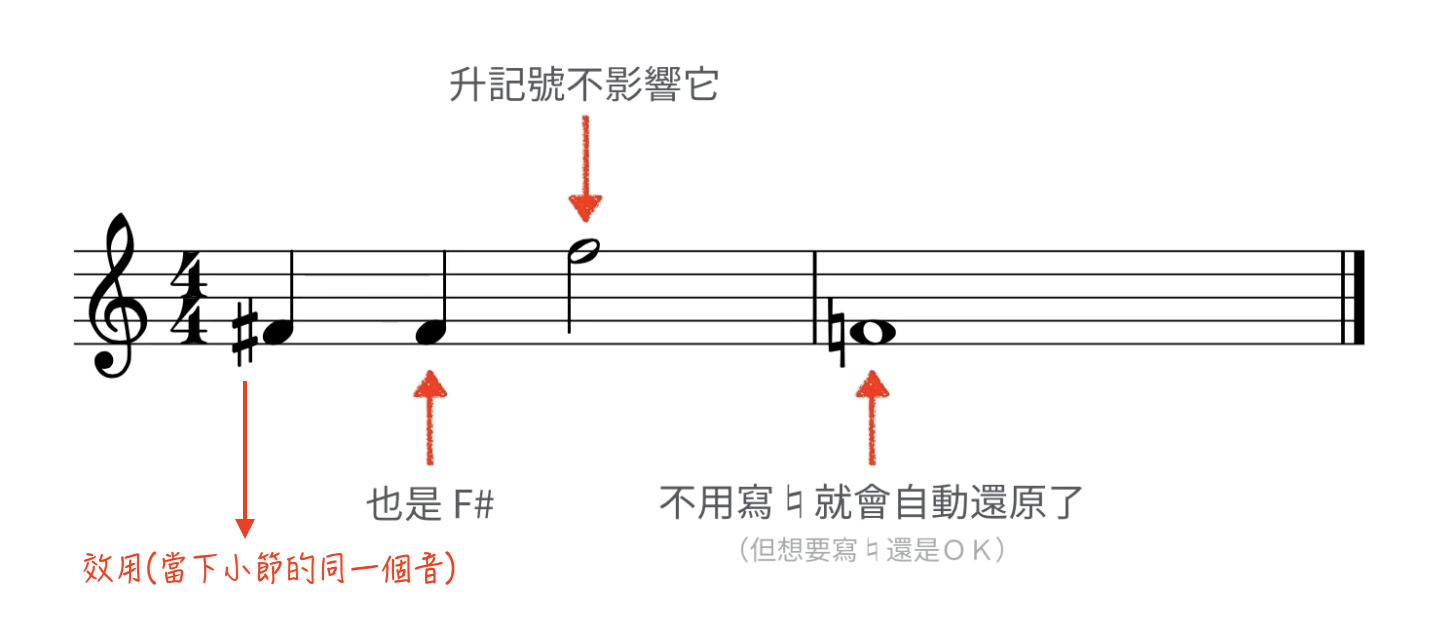 升記號不影響它
4
4
也是 F#
不用寫 ♮ 就會自動還原了
（但想要寫 ♮ 還是ＯＫ）
效用(當下小節的同一個音)